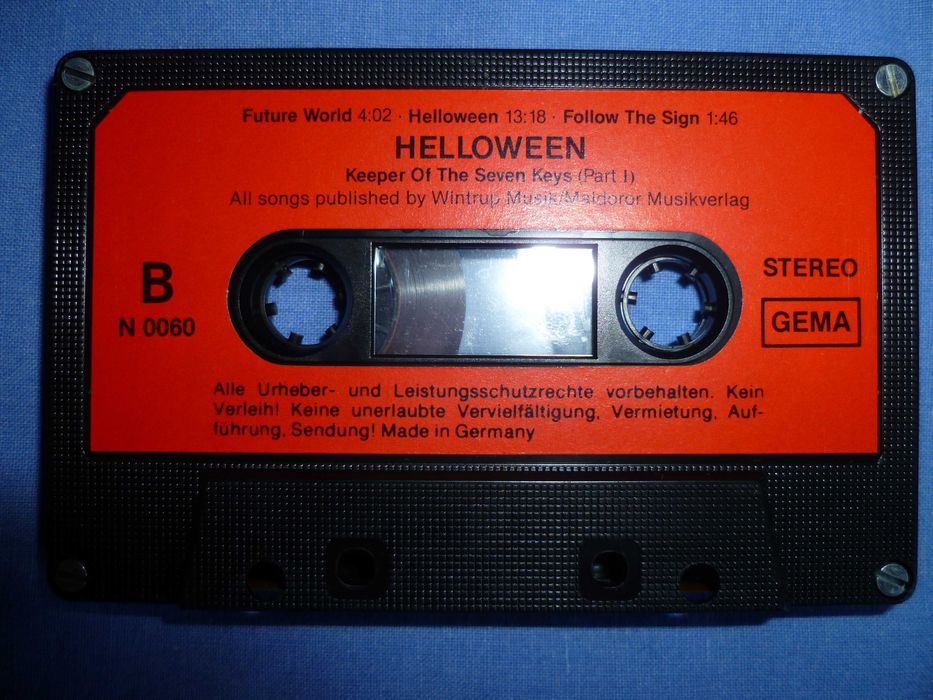 Future World 4:02 · Helloween 13:18 · Follow The Sign 1:46
HELLOWEEN
Keeper Of The Seven Keys (Part I)
All songs published by Wintrup Musik/Maldoror Musikverlag
B
N 0060
STEREO
GEMA
Alle Urheber- und Leistungsschutzrechte vorbehalten. Kein
Verleih! Keine unerlaubte Vervielfältigung, Vermietung, Auf-
führung, Sendung! Made in Germany